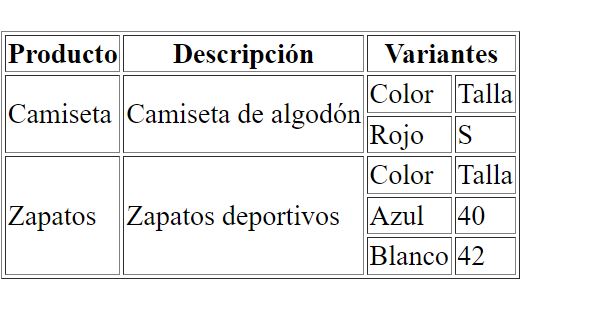 Producto Descripción Variantes
Camiseta Camiseta de algodón Color Talla
Rojo S
Zapatos Zapatos deportivos Color Talla
Azul 40
Blanco 42